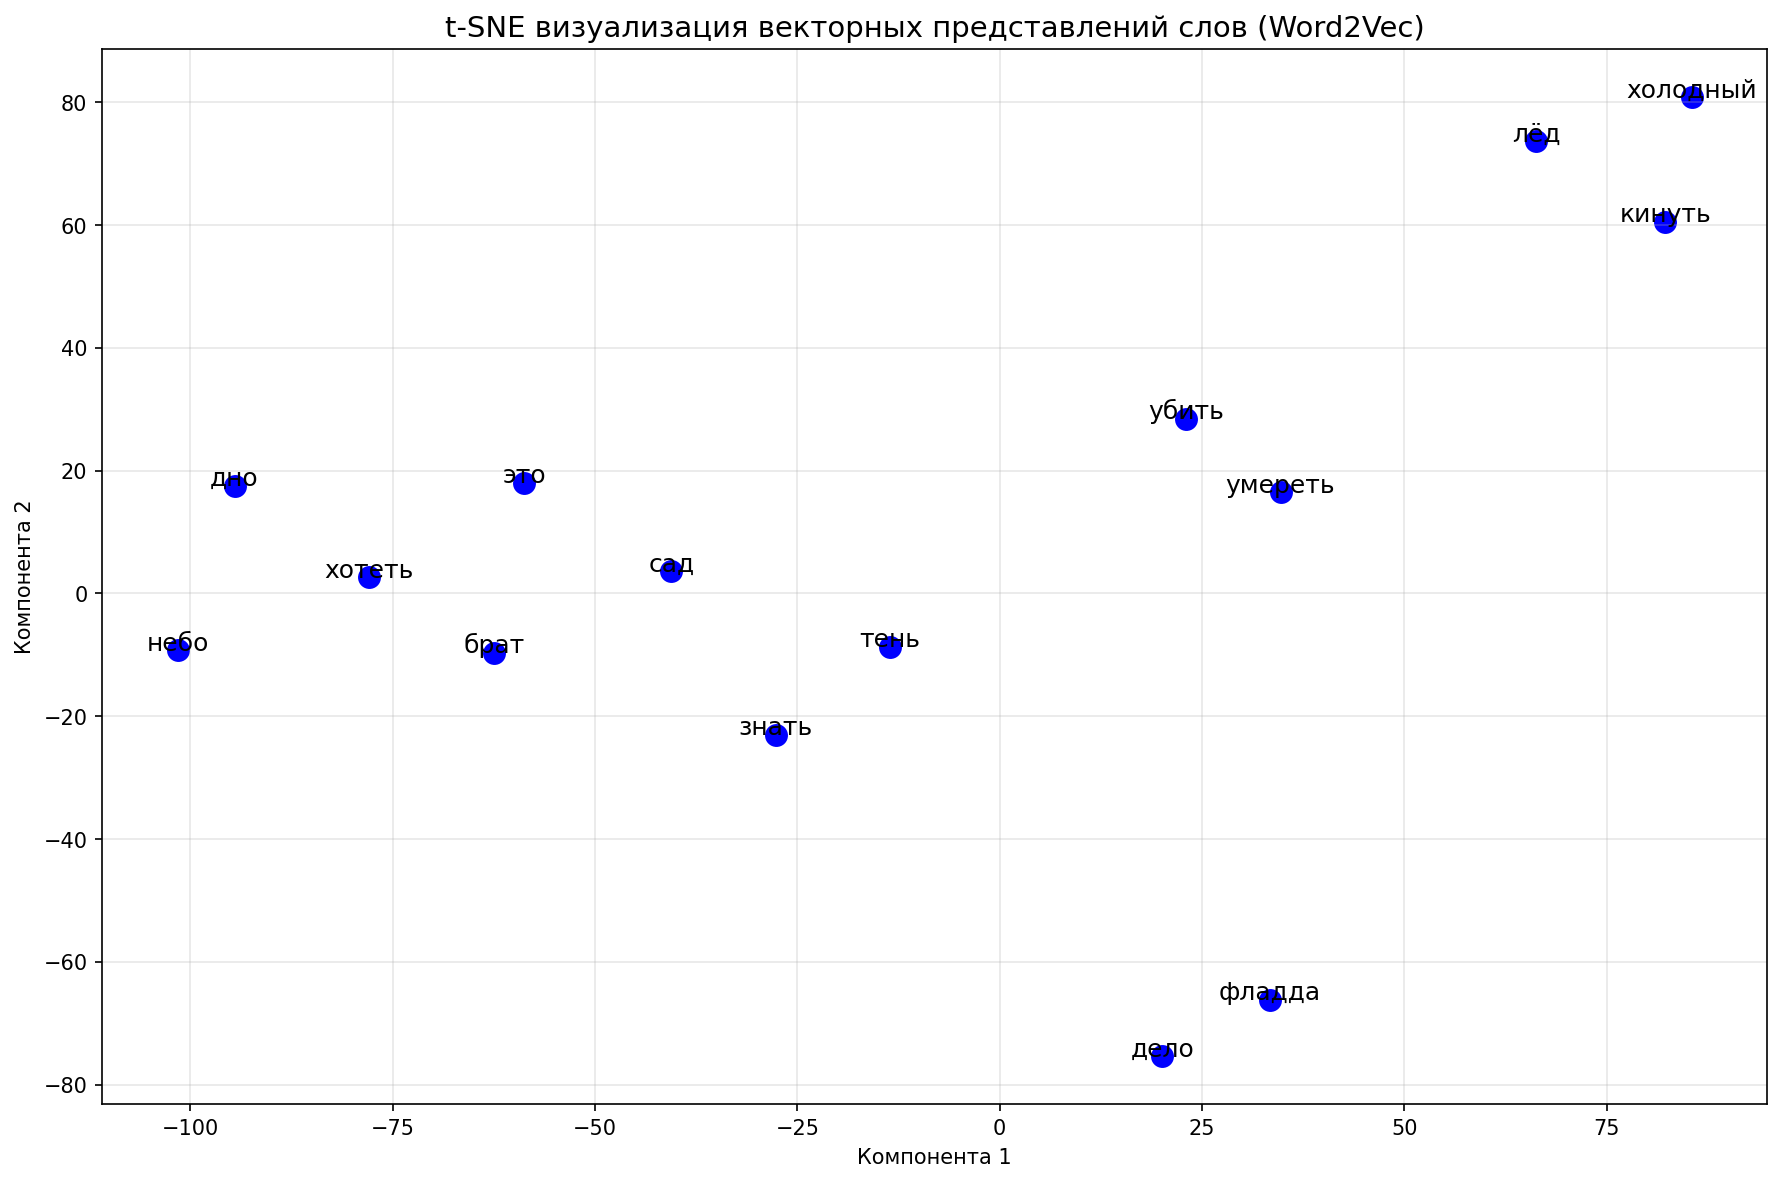 t-SNE визуализация векторных представлений слов (Word2Vec)
холодный
лёд
кинуть
убить
умереть
дно
это
хотеть
сад
небо
брат
тень
знать
фладда
дело
80
60
40
20
0
−20
−40
−60
−80
Компонента 2
−100
−75
−50
−25
0
25
50
75
Компонента 1